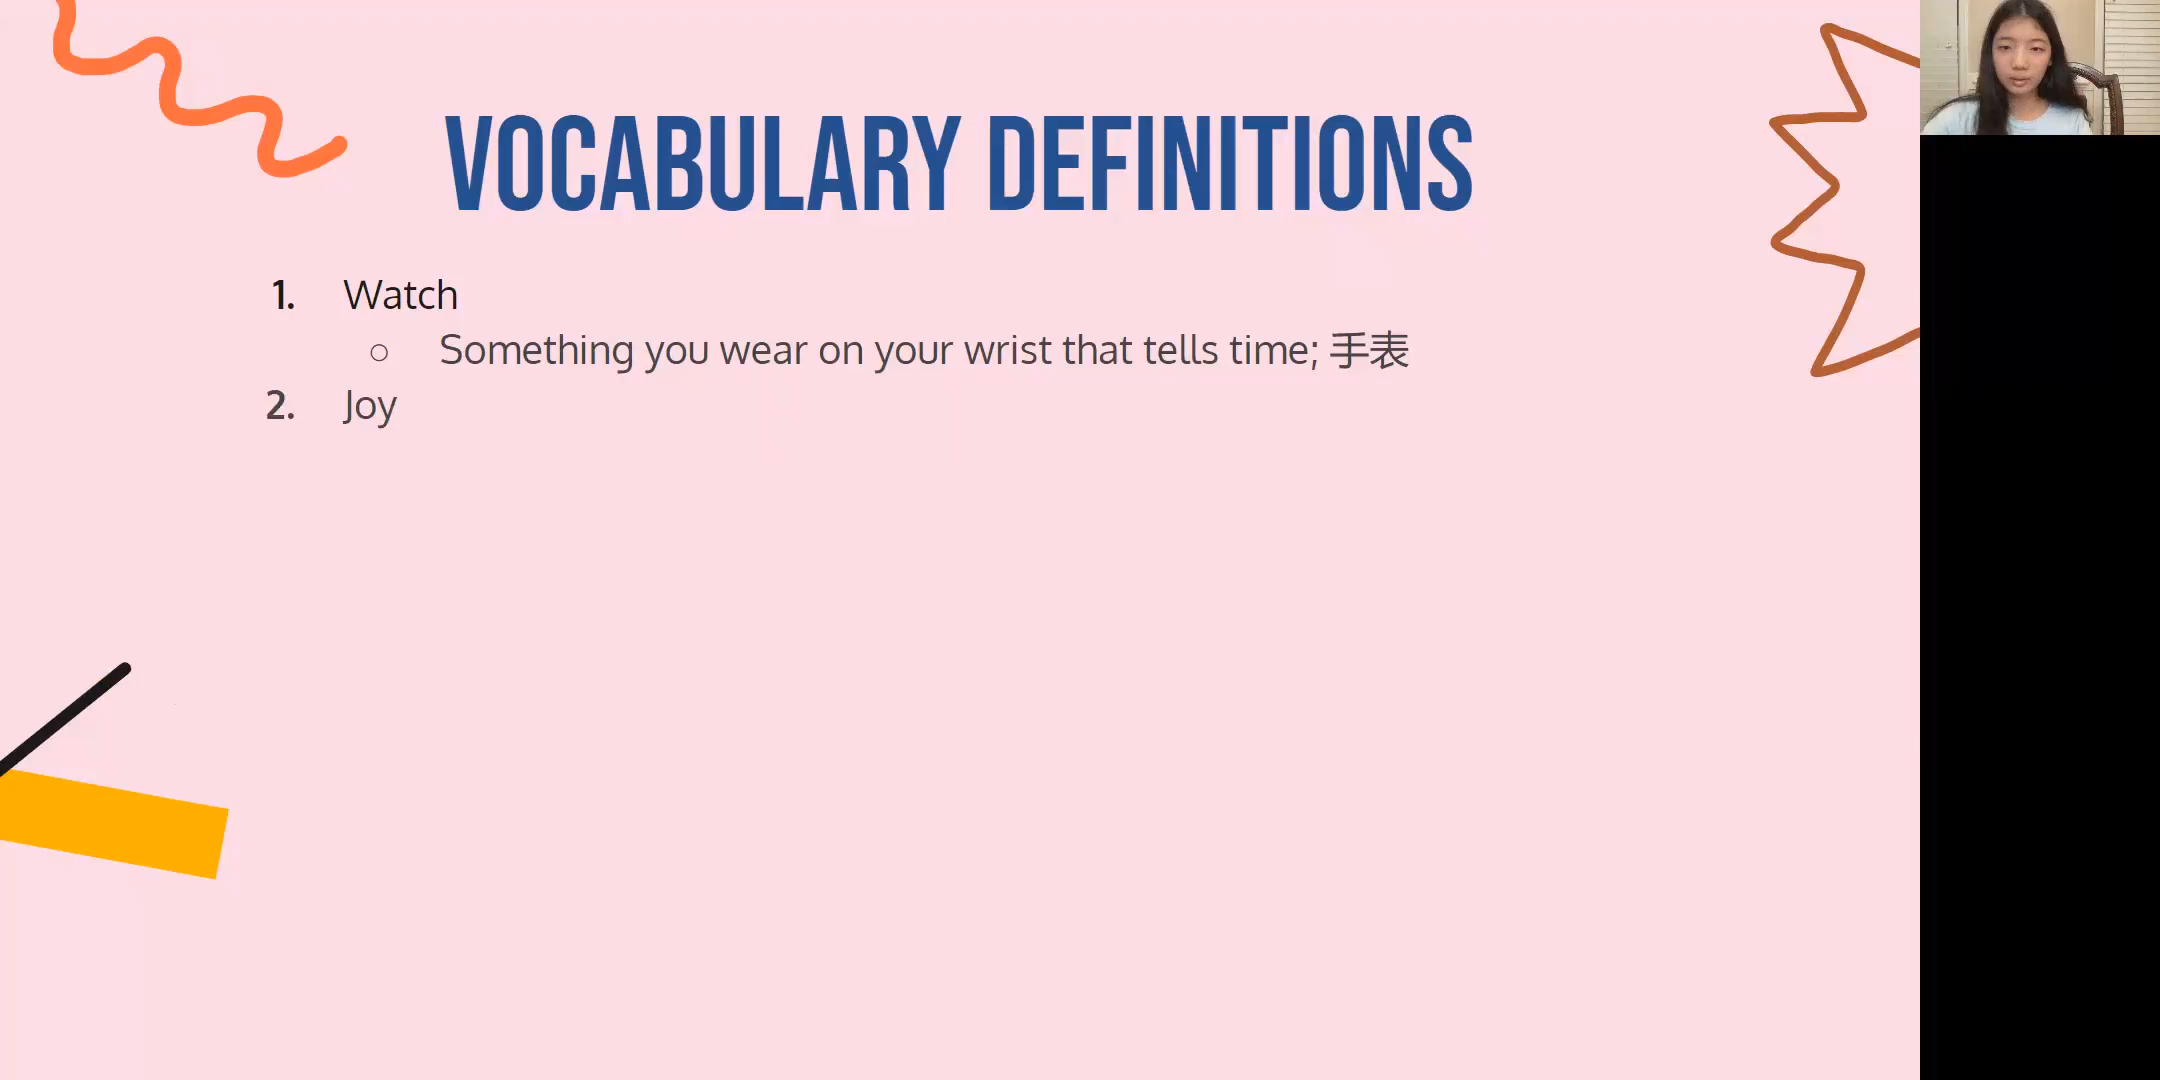 VOCABULARY DEFINITIONS
1. Watch
○ Something you wear on your wrist that tells time; 手表
2. Joy